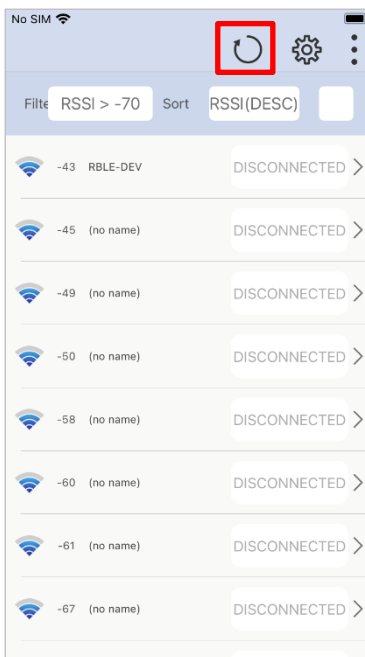 No SIM
Filte RSSI > -70 Sort RSSI(DESC)
-43 RBLE-DEV DISCONNECTED
-45 (no name) DISCONNECTED
-49 (no name) DISCONNECTED
-50 (no name) DISCONNECTED
-58 (no name) DISCONNECTED
-60 (no name) DISCONNECTED
-61 (no name) DISCONNECTED
-67 (no name) DISCONNECTED